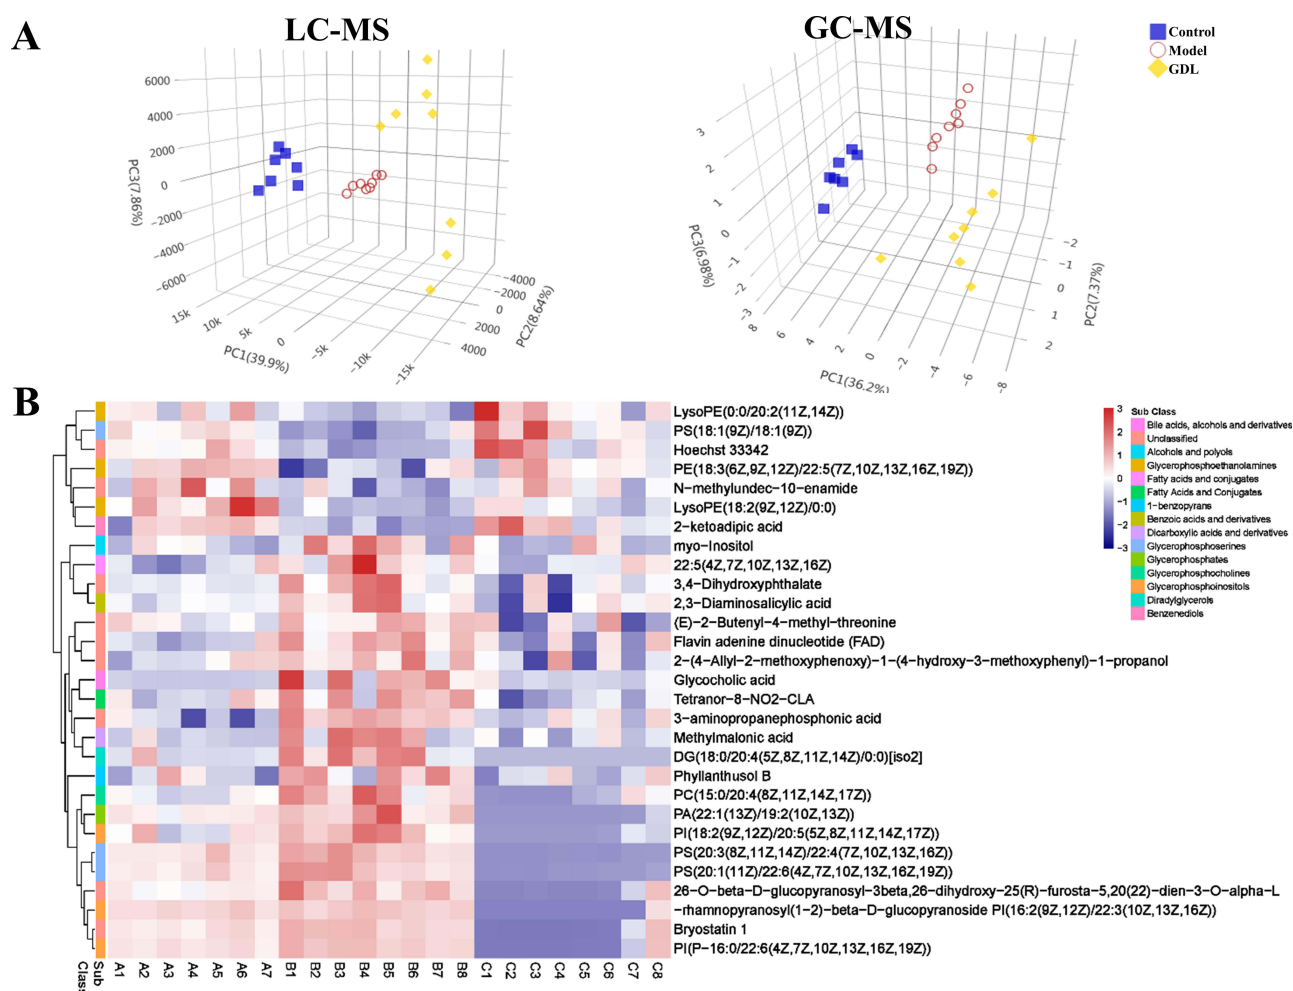 A
LC-MS
GC-MS
Control
Model
GDL
6000
4000
2000
0
−2000
−4000
−6000
PC3(7.86%)
15k
10k
5k
0
−5k
−10k
−15k
PC1(39.9%)
−4000
−2000
0
2000
4000
PC2(8.64%)
3
2
1
0
−1
−2
−3
PC3(6.98%)
8
6
4
2
0
−2
−4
−6
−8
PC1(36.2%)
−2
−1
0
1
2
PC2(7.37%)
B
LysoPE(0:0/20:2(11Z,14Z))
PS(18:1(9Z)/18:1(9Z))
Hoechst 33342
PE(18:3(6Z,9Z,12Z)/22:5(7Z,10Z,13Z,16Z,19Z))
N−methylundec−10−enamide
LysoPE(18:2(9Z,12Z)/0:0)
2−ketoadipic acid
myo−Inositol
22:5(4Z,7Z,10Z,13Z,16Z)
3,4−Dihydroxyphthalate
2,3−Diaminosalicylic acid
(E)−2−Butenyl−4−methyl−threonine
Flavin adenine dinucleotide (FAD)
2−(4−Allyl−2−methoxyphenoxy)−1−(4−hydroxy−3−methoxyphenyl)−1−propanol
Glycocholic acid
Tetranor−8−NO2−CLA
3−aminopropanephosphonic acid
Methylmalonic acid
DG(18:0/20:4(5Z,8Z,11Z,14Z)/0:0)[iso2]
Phyllanthusol B
PC(15:0/20:4(8Z,11Z,14Z,17Z))
PA(22:1(13Z)/19:2(10Z,13Z))
PI(18:2(9Z,12Z)/20:5(5Z,8Z,11Z,14Z,17Z))
PS(20:3(8Z,11Z,14Z)/22:4(7Z,10Z,13Z,16Z))
PS(20:1(11Z)/22:6(4Z,7Z,10Z,13Z,16Z,19Z))
26−O−beta−D−glucopyranosyl−3beta,26−dihydroxy−25(R)−furosta−5,20(22)−dien−3−O−alpha−L
−rhamnopyranosyl(1−2)−beta−D−glucopyranoside PI(16:2(9Z,12Z)/22:3(10Z,13Z,16Z))
Bryostatin 1
PI(P−16:0/22:6(4Z,7Z,10Z,13Z,16Z,19Z))
3
2
1
0
−1
−2
−3
Sub Class
Bile acids, alcohols and derivatives
Unclassified
Alcohols and polyols
Glycerophosphoethanolamines
Fatty acids and conjugates
Fatty Acids and Conjugates
1−benzopyrans
Benzoic acids and derivatives
Dicarboxylic acids and derivatives
Glycerophosphoserines
Glycerophosphates
Glycerophosphocholines
Glycerophosphoinositols
Diradylglycerols
Benzenediols
Sub
Class
A1
A2
A3
A4
A5
A6
A7
B1
B2
B3
B4
B5
B6
B7
B8
C1
C2
C3
C4
C5
C6
C7
C8